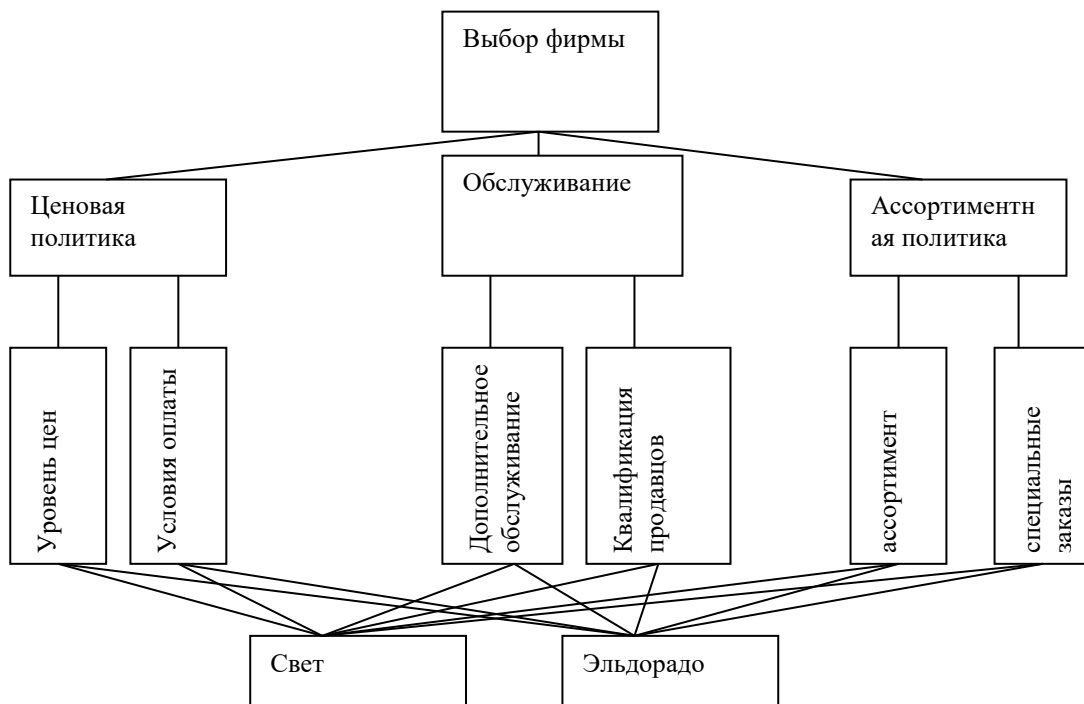 Выбор фирмы
Ценовая
политика
Обслуживание
Ассортиментн
ая политика
Уровень цен
Условия оплаты
Дополнительное
обслуживание
Квалификация
продавцов
ассортимент
специальные
заказы
Свет
Эльдорадо